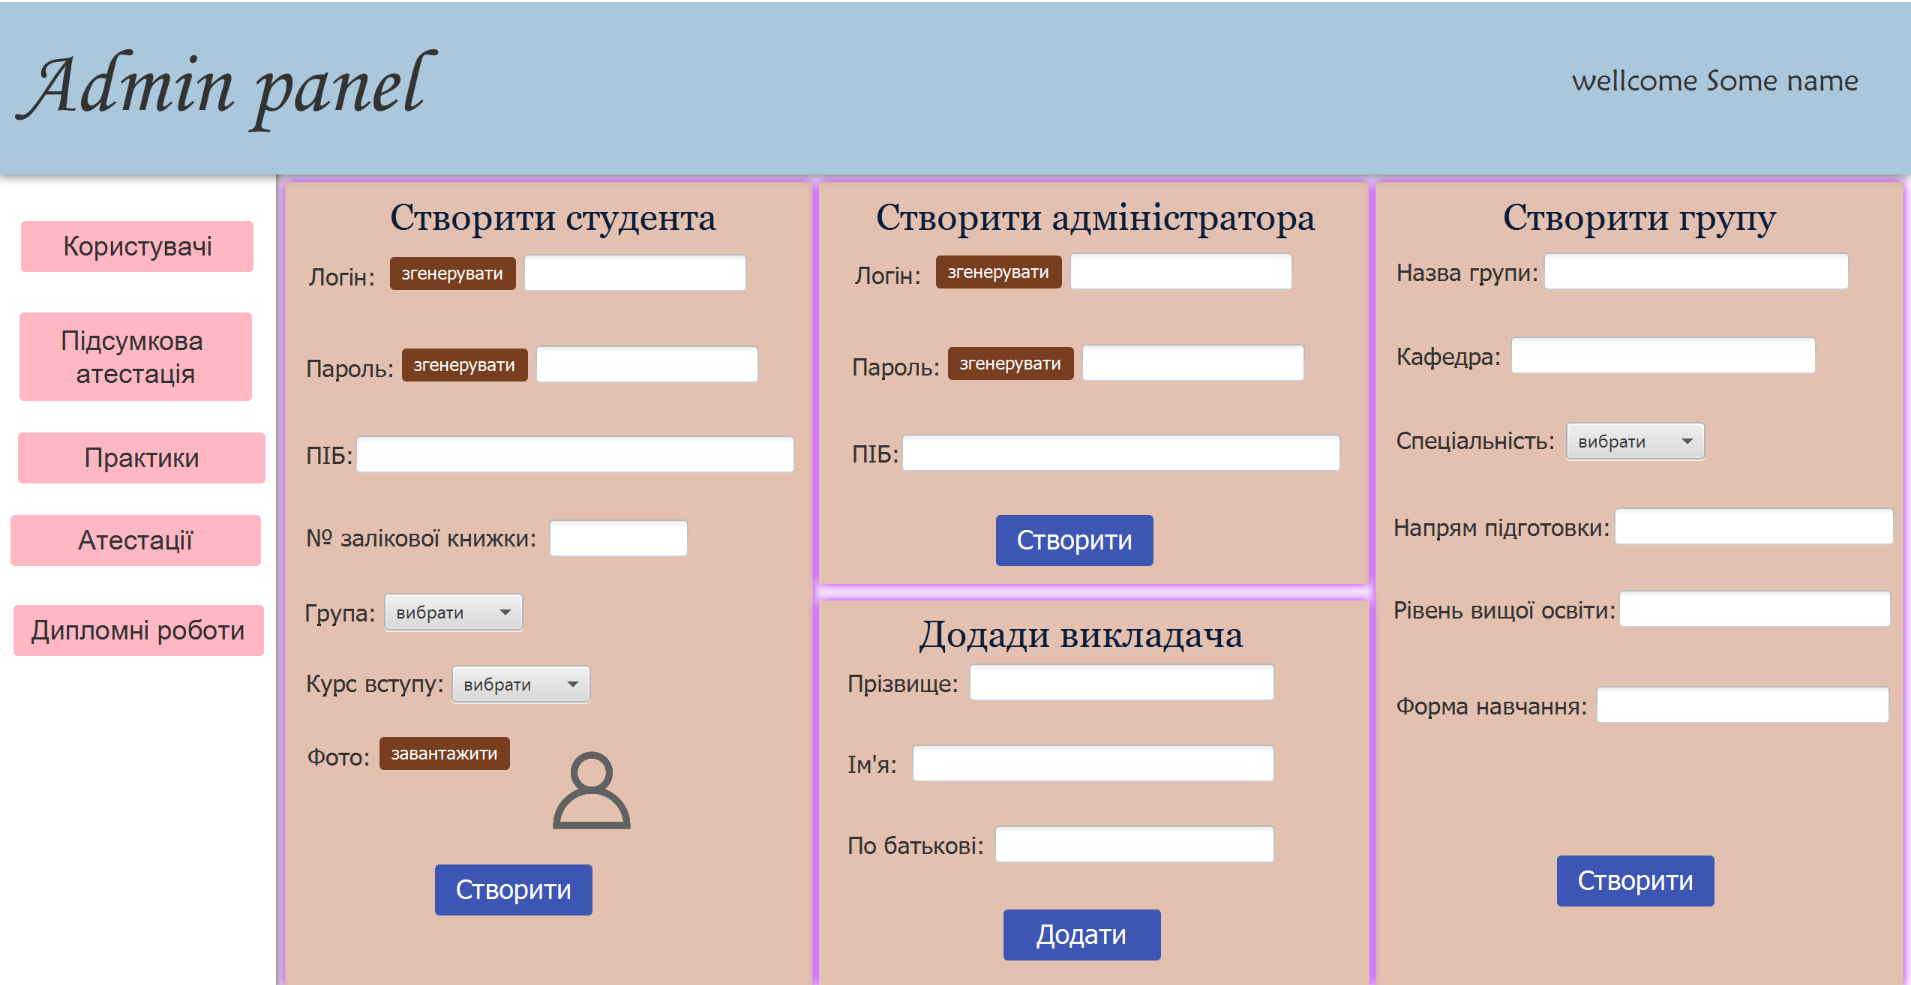 Admin panel
wellcome Some name
Користувачі
Підсумкова
атестація
Практики
Атестації
Дипломні роботи
Створити студента
Логін: згенерувати
Пароль: згенерувати
ПІБ:
№ залікової книжки:
Група: вибрати
Курс вступу: вибрати
Фото: завантажити
Створити
Створити адміністратора
Логін: згенерувати
Пароль: згенерувати
ПІБ:
Створити
Додади викладача
Прізвище:
Ім'я:
По батькові:
Додати
Створити групу
Назва групи:
Кафедра:
Спеціальність: вибрати
Напрям підготовки:
Рівень вищої освіти:
Форма навчання:
Створити